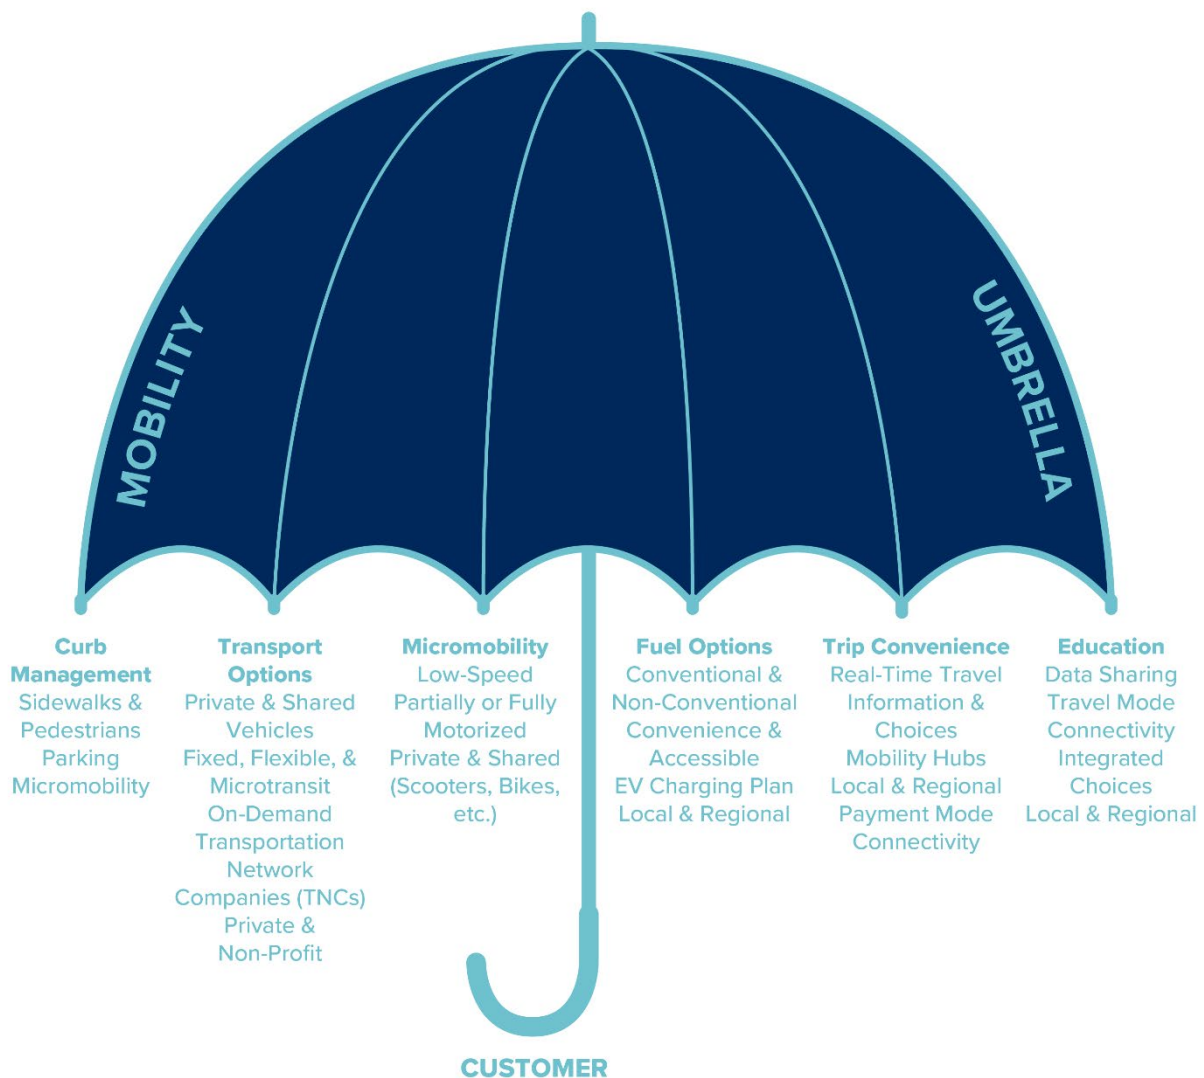 MOBILITY
UMBRELLA
Curb
Management
Sidewalks &
Pedestrians
Parking
Micromobility
Transport
Options
Private & Shared
Vehicles
Fixed, Flexible, &
Microtransit
On-Demand
Transportation
Network
Companies (TNCs)
Private &
Non-Profit
Micromobility
Low-Speed
Partially or Fully
Motorized
Private & Shared
(Scooters, Bikes,
etc.)
Fuel Options
Conventional &
Non-Conventional
Convenience &
Accessible
EV Charging Plan
Local & Regional
Trip Convenience
Real-Time Travel
Information &
Choices
Mobility Hubs
Local & Regional
Payment Mode
Connectivity
Education
Data Sharing
Travel Mode
Connectivity
Integrated
Choices
Local & Regional
CUSTOMER